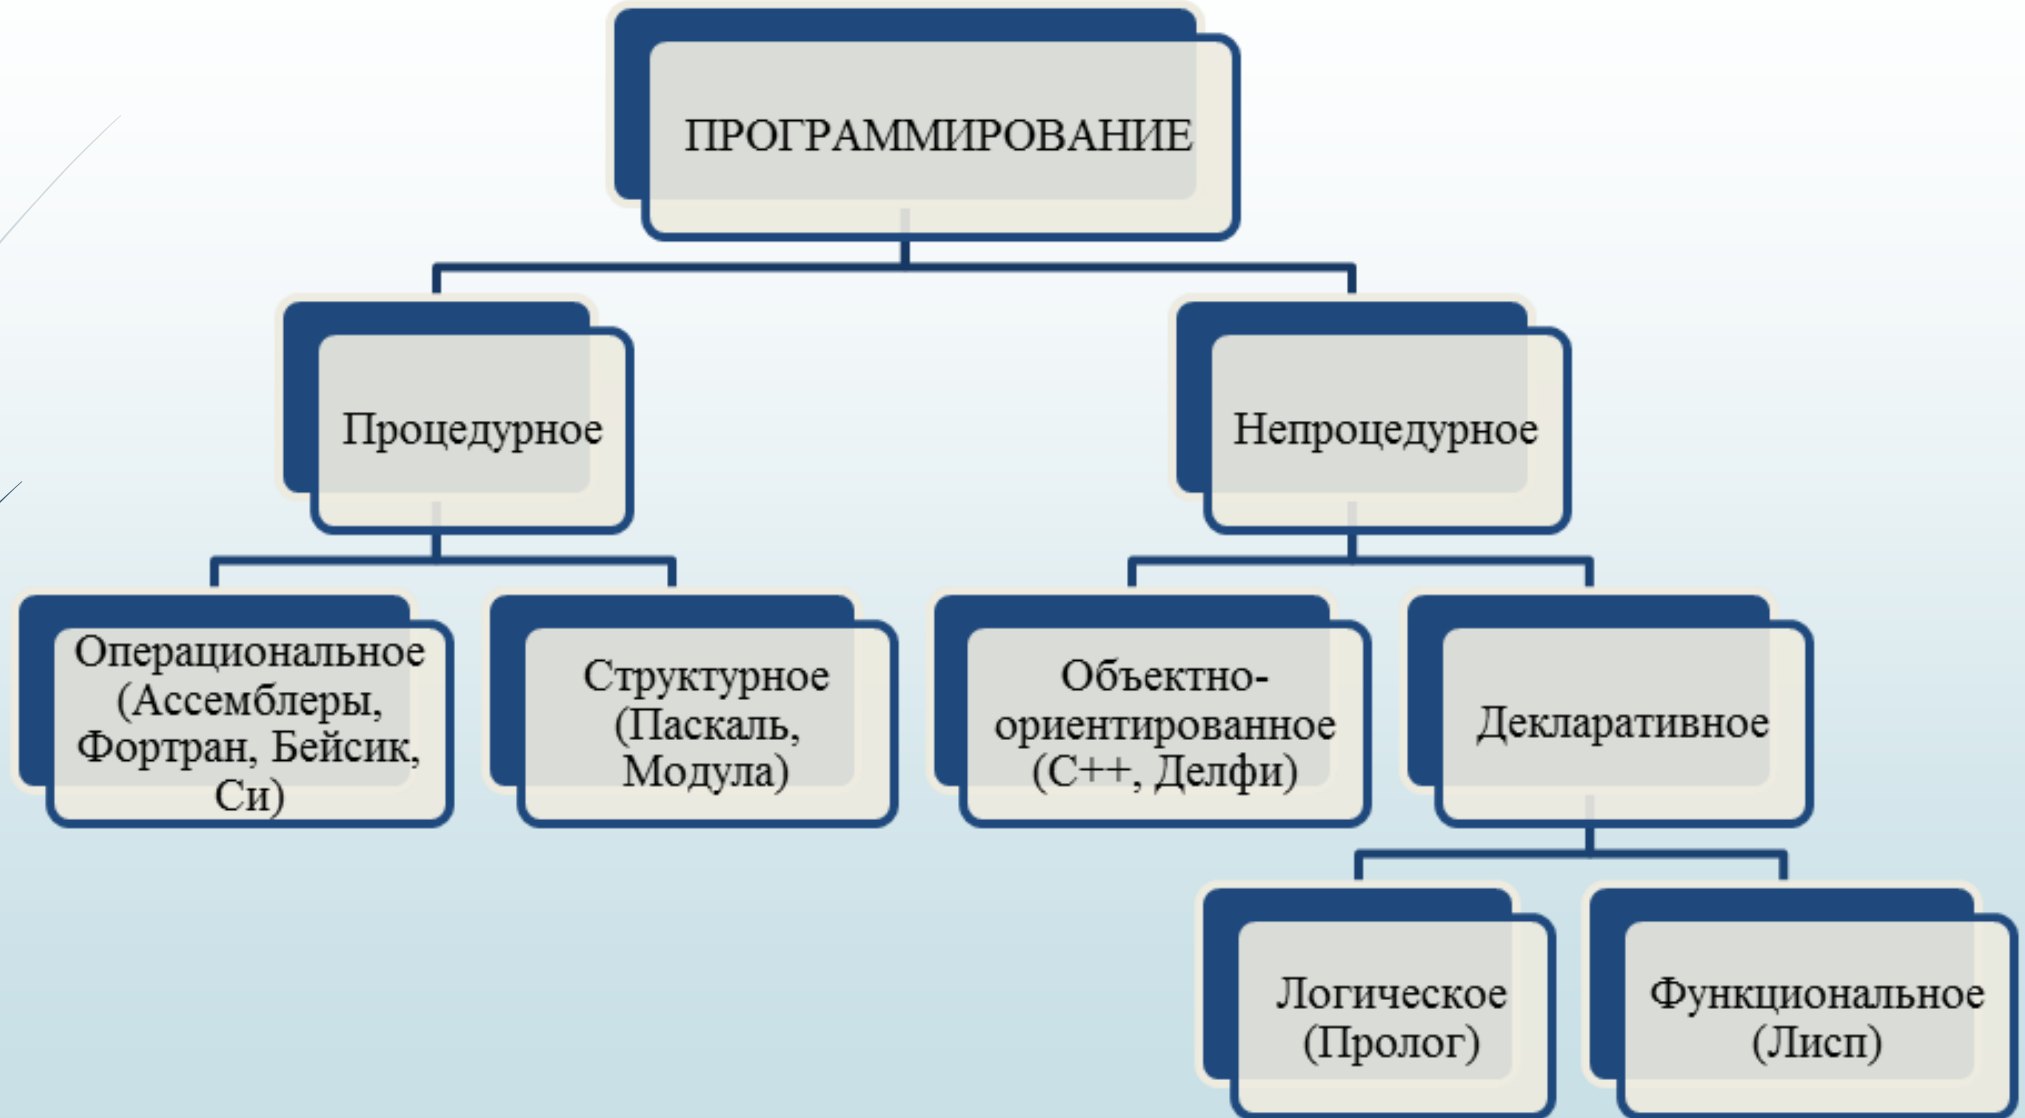 ПРОГРАММИРОВАНИЕ
Процедурное
Непроцедурное
Операциональное
(Ассемблеры,
Фортран, Бейсик,
Си)
Структурное
(Паскаль,
Модула)
Объектно-
ориентированное
(С++, Делфи)
Декларативное
Логическое
(Пролог)
Функциональное
(Лисп)